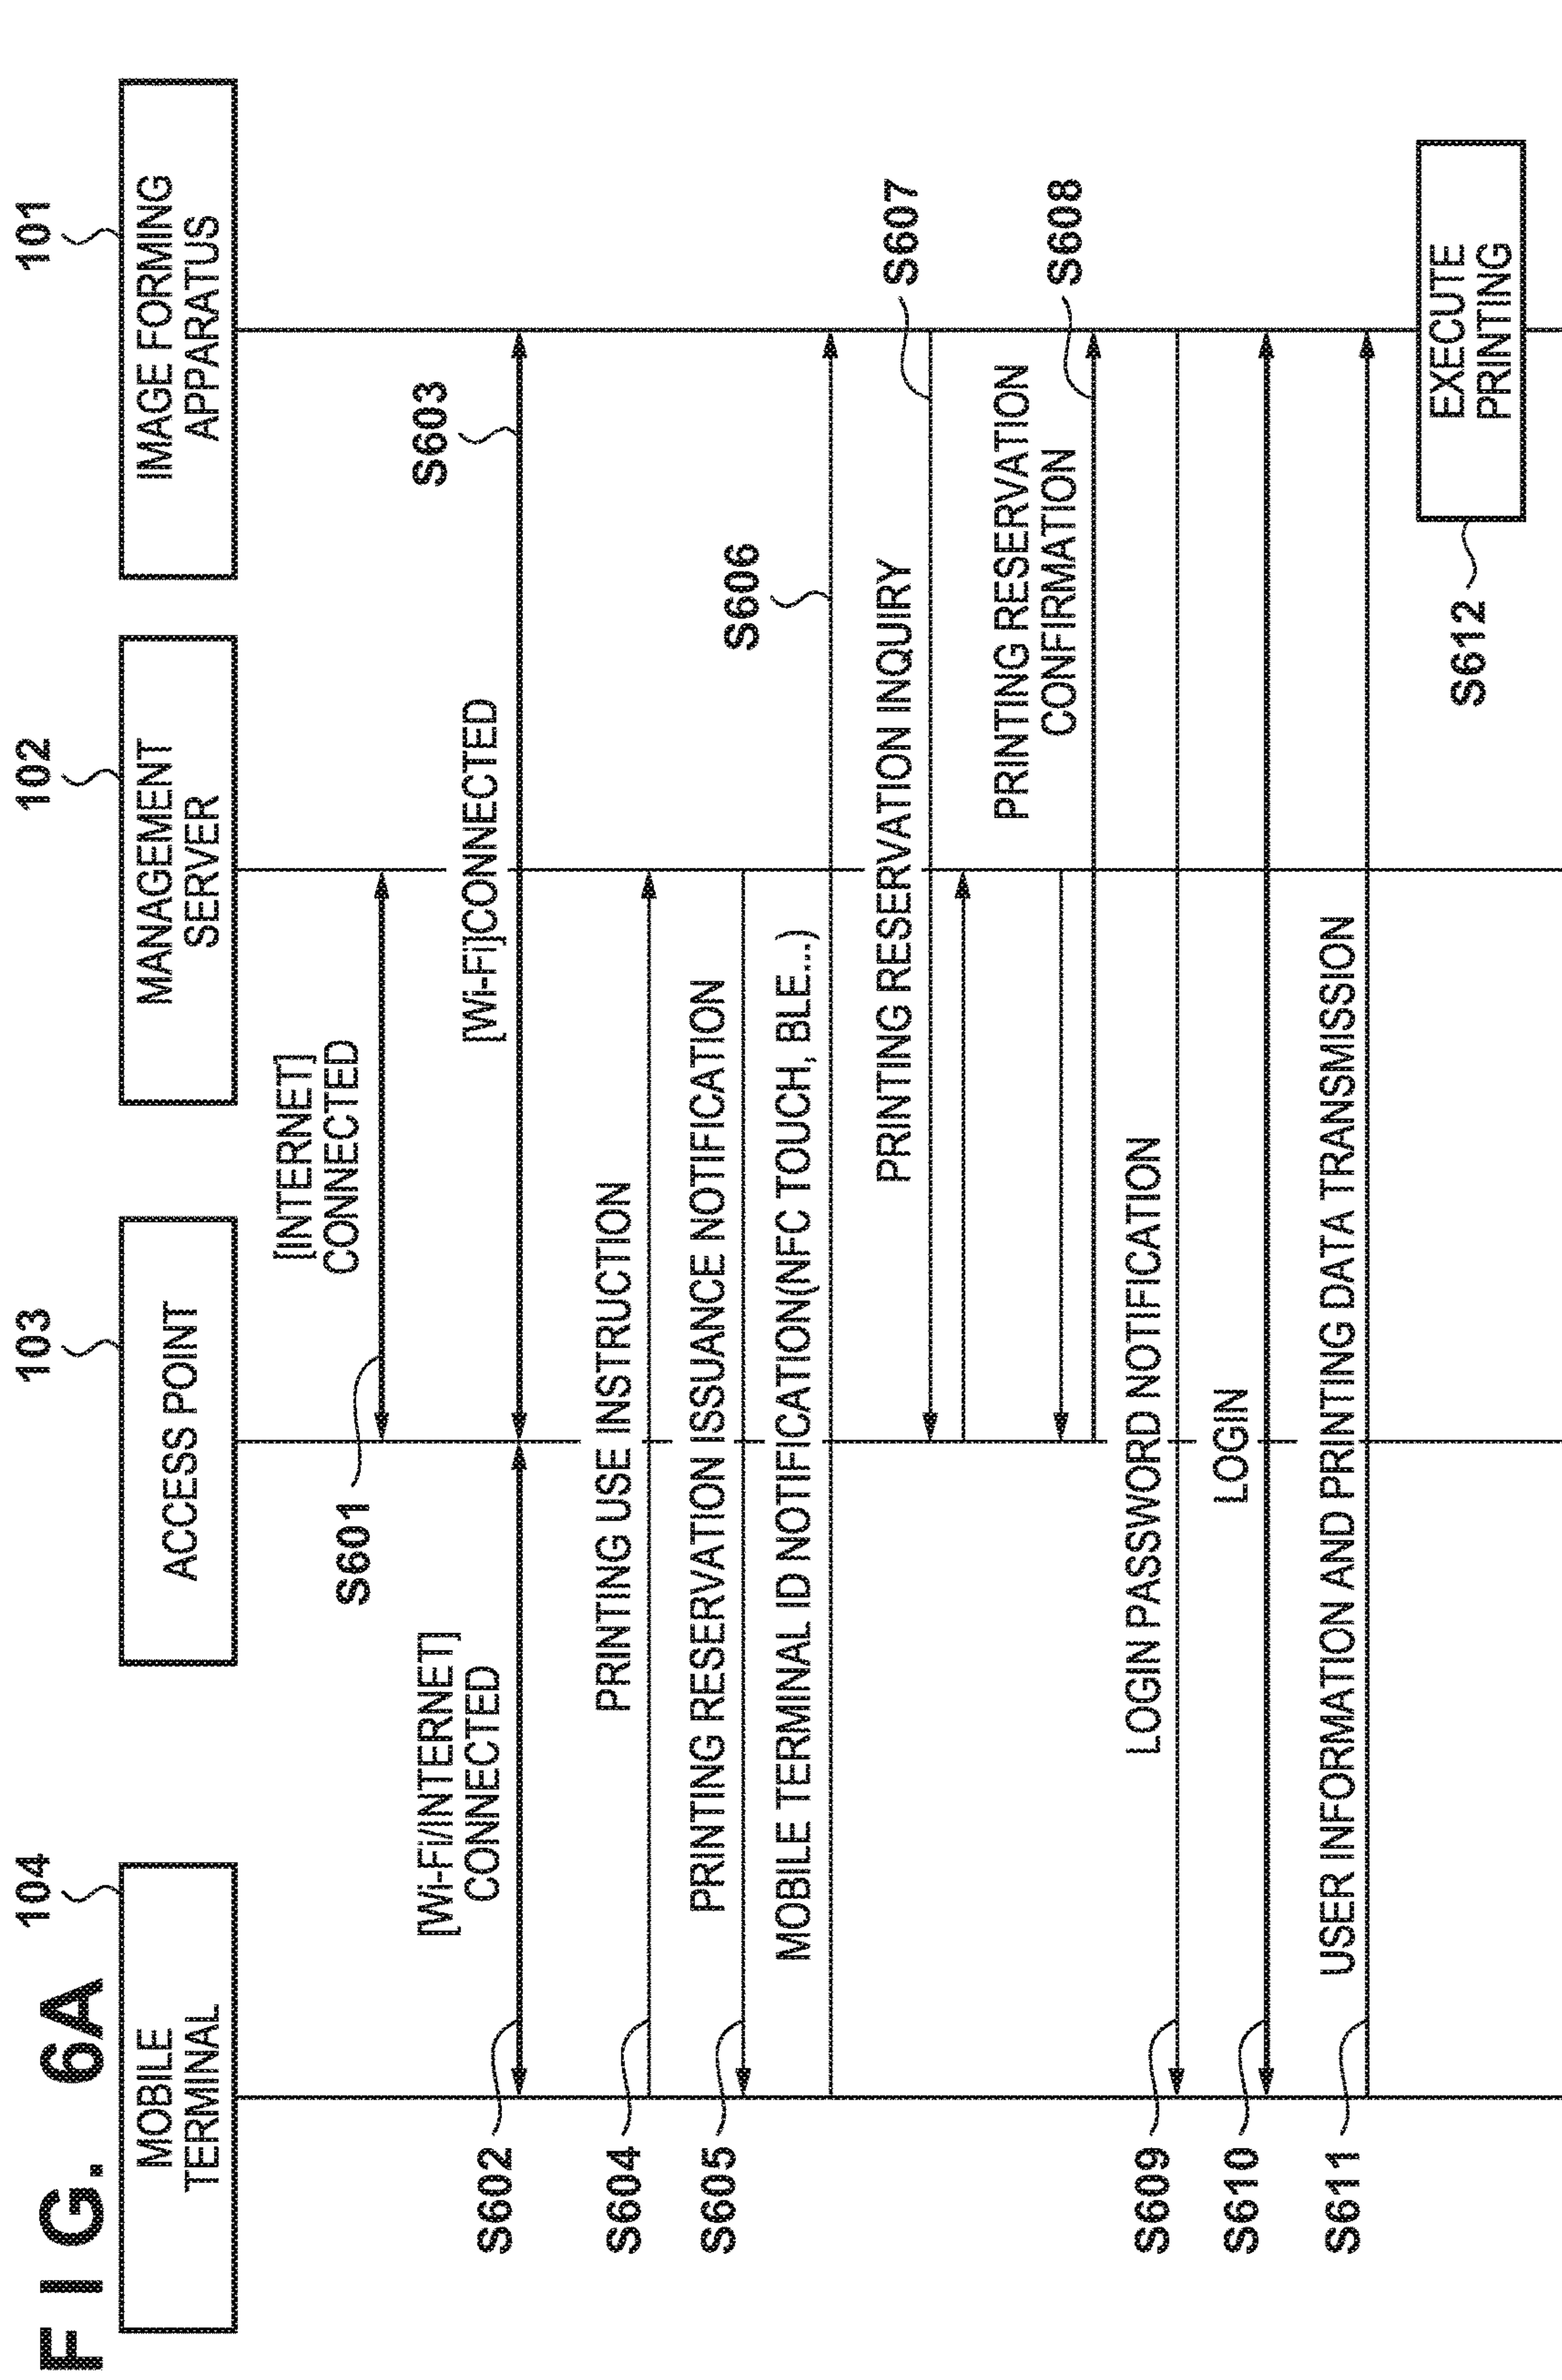 FIG. 6A
104
103
102
101
MOBILE
TERMINAL
ACCESS POINT
MANAGEMENT
SERVER
IMAGE FORMING
APPARATUS
[INTERNET]
CONNECTED
S601
[Wi-Fi/INTERNET]
CONNECTED
S602
[Wi-Fi]CONNECTED
S603
PRINTING USE INSTRUCTION
S604
PRINTING RESERVATION ISSUANCE NOTIFICATION
S605
MOBILE TERMINAL ID NOTIFICATION(NFC TOUCH, BLE...)
S606
PRINTING RESERVATION INQUIRY
S607
PRINTING RESERVATION
CONFIRMATION
S608
LOGIN PASSWORD NOTIFICATION
S609
LOGIN
S610
USER INFORMATION AND PRINTING DATA TRANSMISSION
S611
EXECUTE
PRINTING
S612